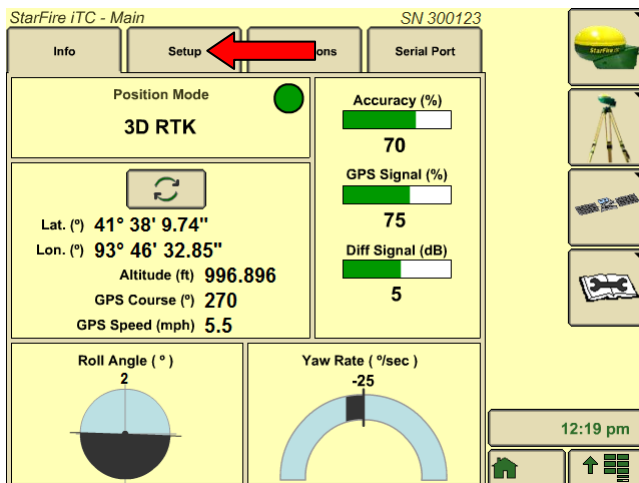 StarFire iTC - Main
SN 300123
Info
Setup
ons
Serial Port
Position Mode
3D RTK
Accuracy (%)
70
GPS Signal (%)
75
Diff Signal (dB)
5
Lat. (º) 41° 38' 9.74"
Lon. (º) 93° 46' 32.85"
Altitude (ft) 996.896
GPS Course (º) 270
GPS Speed (mph) 5.5
Roll Angle ( º )
2
Yaw Rate ( º/sec )
-25
StarFire iTC
12:19 pm